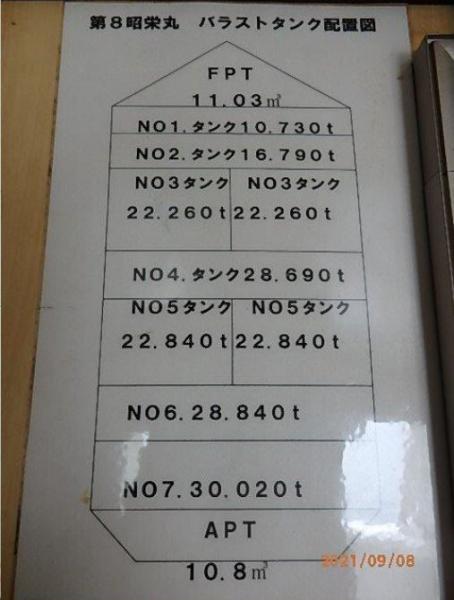 第8昭栄丸 バラストタンク配置図
FPT
11.03㎥
NO1.タンク10.730t
NO2.タンク16.790t
NO3タンク NO3タンク
22.260t 22.260t
NO4.タンク28.690t
NO5タンク NO5タンク
22.840t 22.840t
NO6.28.840t
NO7.30.020t
APT
10.8㎥
2021/09/08